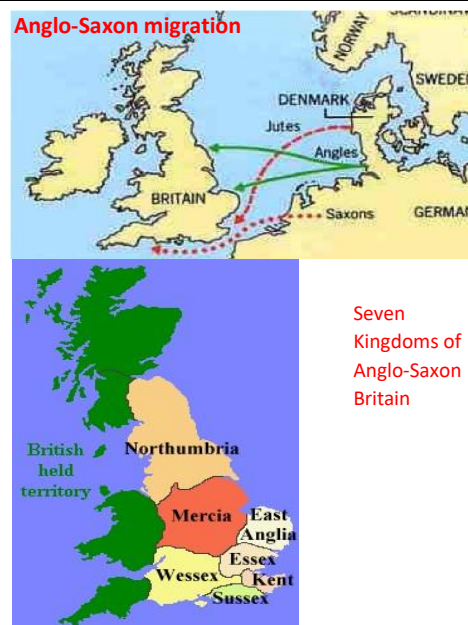 Anglo-Saxon migration
NORWAY
SWEDE
DENMARK
Jutes
Angles
BRITAIN
Saxons
GERMA
Seven
Kingdoms of
Anglo-Saxon
Britain
Northumbria
British
held
territory
Mercia
East
Anglia
Essex
Wessex
Kent
Sussex